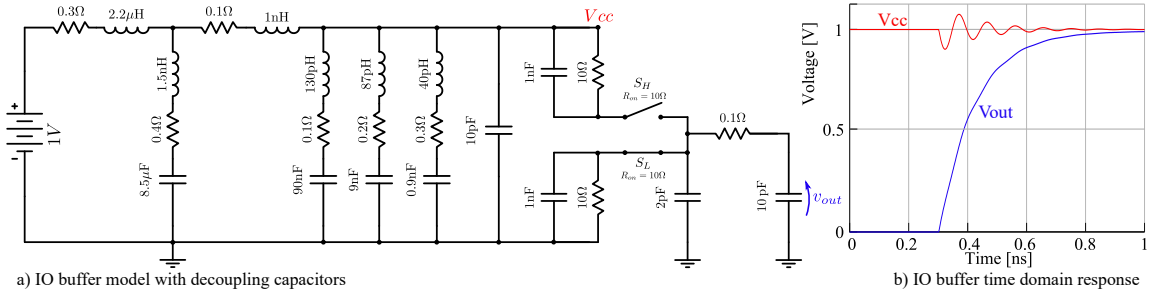 0.3Ω
2.2μH
0.1Ω
1nH
Vcc
1.5nH
0.4Ω
8.5μF
130pH
0.1Ω
90nF
87pH
0.2Ω
9nF
40pH
0.3Ω
0.9nF
10pF
1nF
10Ω
S_H
R_on = 10Ω
0.1Ω
S_L
R_on = 10Ω
1nF
10Ω
2pF
10 pF
v_out
+
1V
-
a) IO buffer model with decoupling capacitors
Voltage [V]
1
0.5
0
Vcc
Vout
0 0.2 0.4 0.6 0.8 1
Time [ns]
b) IO buffer time domain response